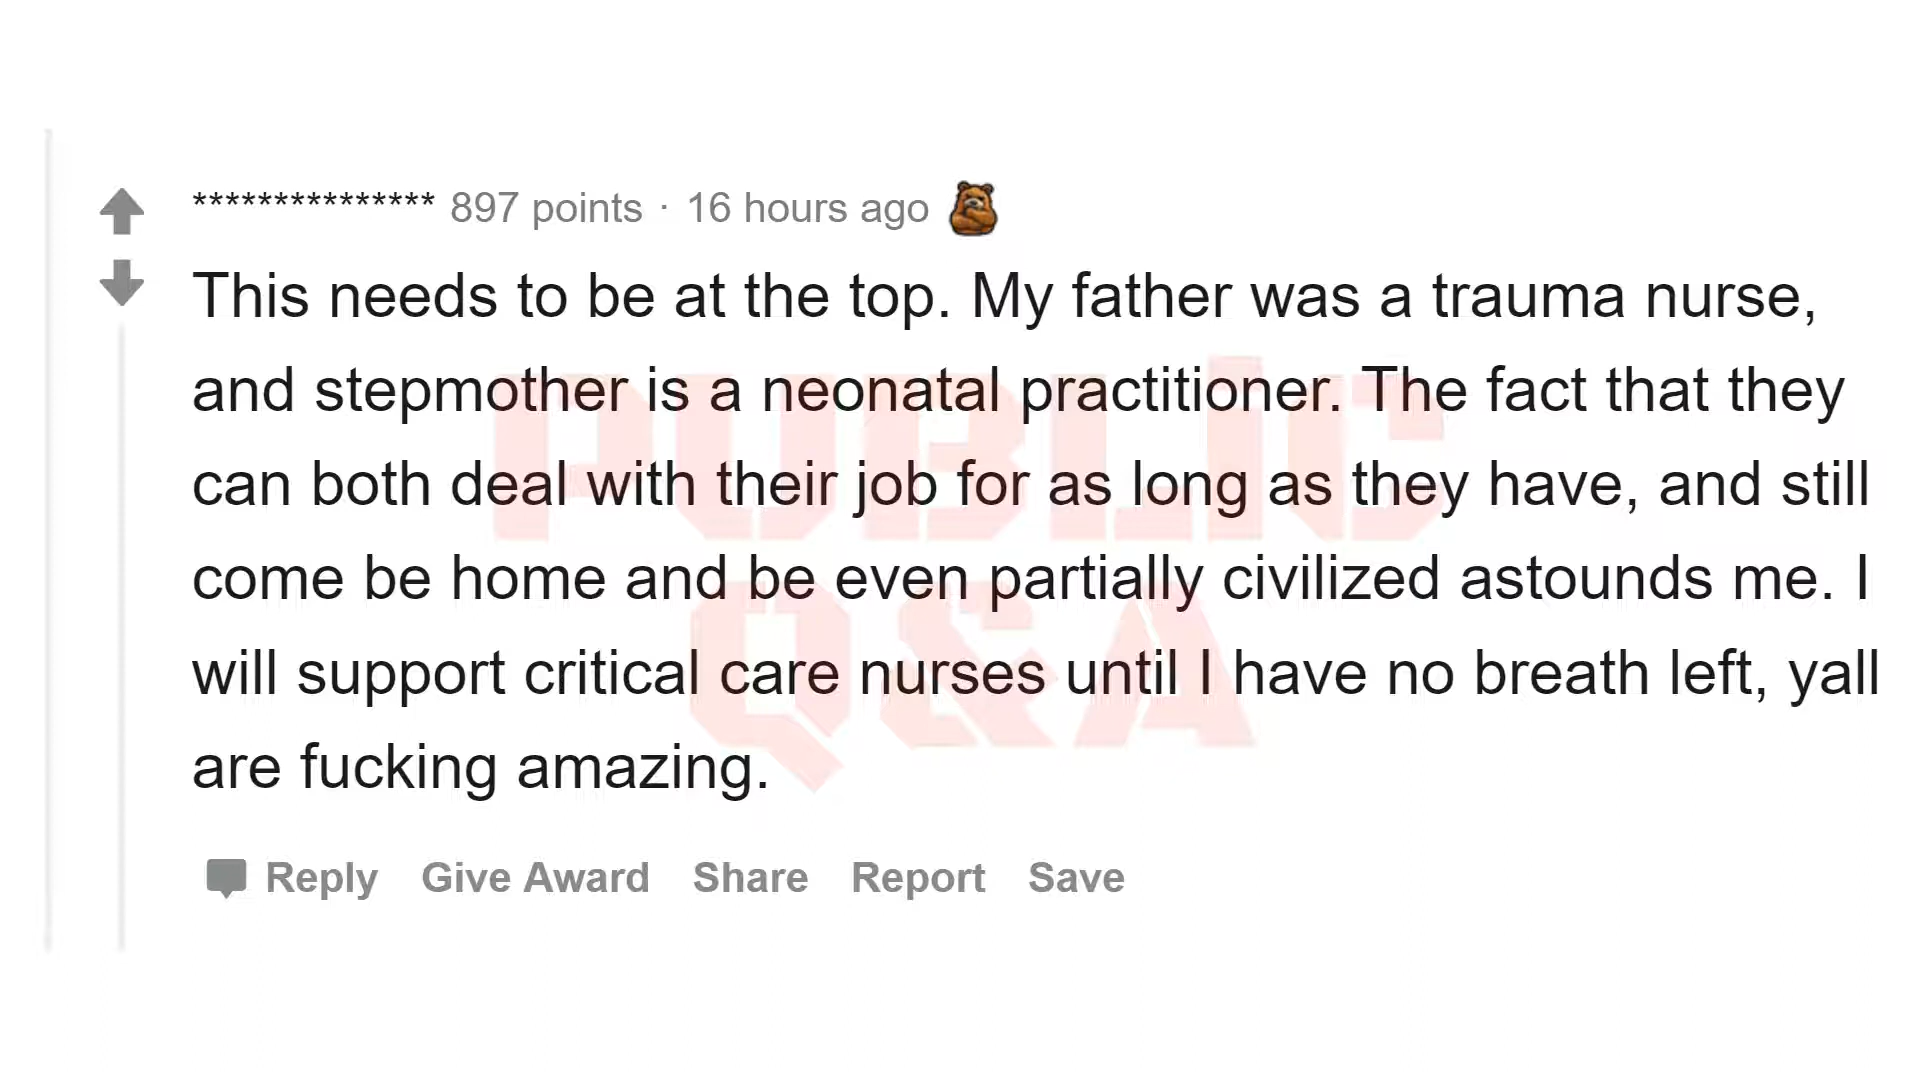 *************** 897 points · 16 hours ago
This needs to be at the top. My father was a trauma nurse,
and stepmother is a neonatal practitioner. The fact that they
can both deal with their job for as long as they have, and still
come be home and be even partially civilized astounds me. I
will support critical care nurses until I have no breath left, yall
are fucking amazing.
Reply Give Award Share Report Save
PUBLIC
Q&A